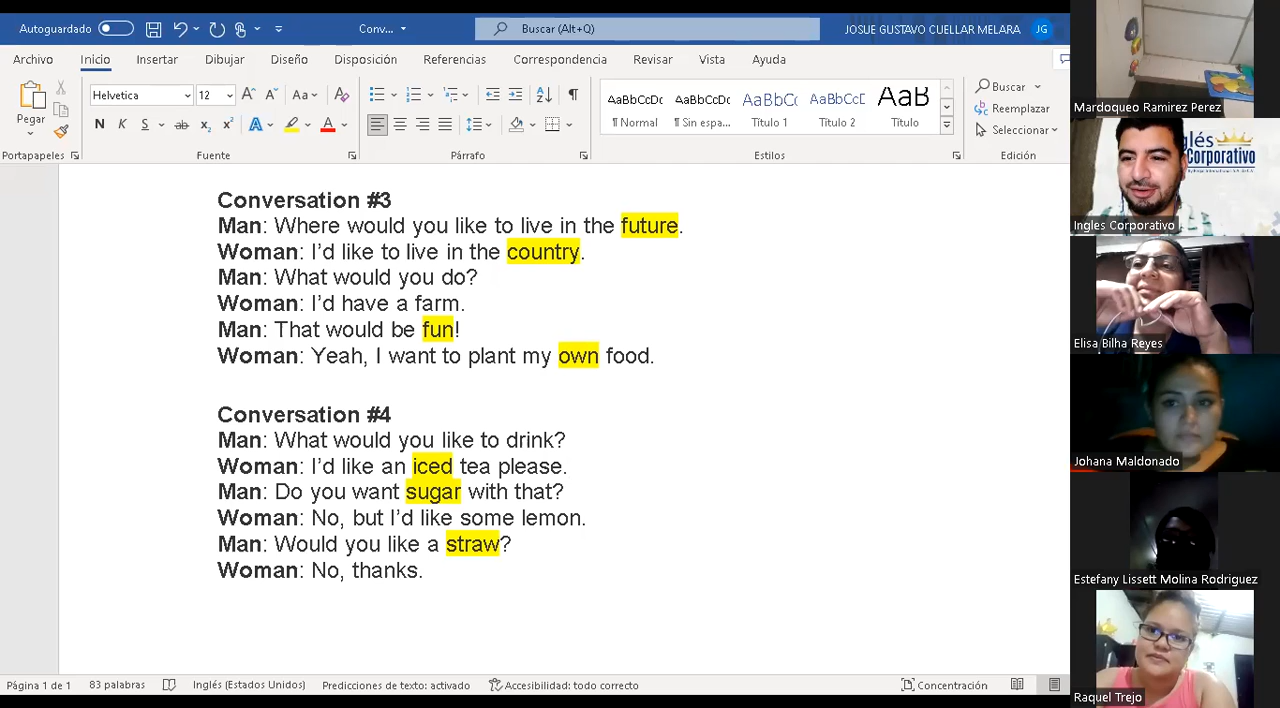 Autoguardado
Conv...
Buscar (Alt+Q)
JOSUE GUSTAVO CUELLAR MELARA
JG
Archivo
Inicio
Insertar
Dibujar
Diseño
Disposición
Referencias
Correspondencia
Revisar
Vista
Ayuda
Pegar
Helvetica
12
Aa
N K S ab x₂ x² A A
Portapapeles
Fuente
Párrafo
AaBbCcDc
¶ Normal
AaBbCcDc
¶ Sin espa...
AaBbC(
Título 1
AaBbCcE
Título 2
AaB
Título
Estilos
Buscar
Reemplazar
Seleccionar
Edición
Conversation #3
Man: Where would you like to live in the future.
Woman: I’d like to live in the country.
Man: What would you do?
Woman: I’d have a farm.
Man: That would be fun!
Woman: Yeah, I want to plant my own food.
Conversation #4
Man: What would you like to drink?
Woman: I’d like an iced tea please.
Man: Do you want sugar with that?
Woman: No, but I’d like some lemon.
Man: Would you like a straw?
Woman: No, thanks.
Página 1 de 1
83 palabras
Inglés (Estados Unidos)
Predicciones de texto: activado
Accesibilidad: todo correcto
Concentración
Mardoqueo Ramirez Perez
glés
Corporativo
Ingles Corporativo
Elisa Bilha Reyes
Johana Maldonado
Estefany Lissett Molina Rodriguez
Raquel Trejo